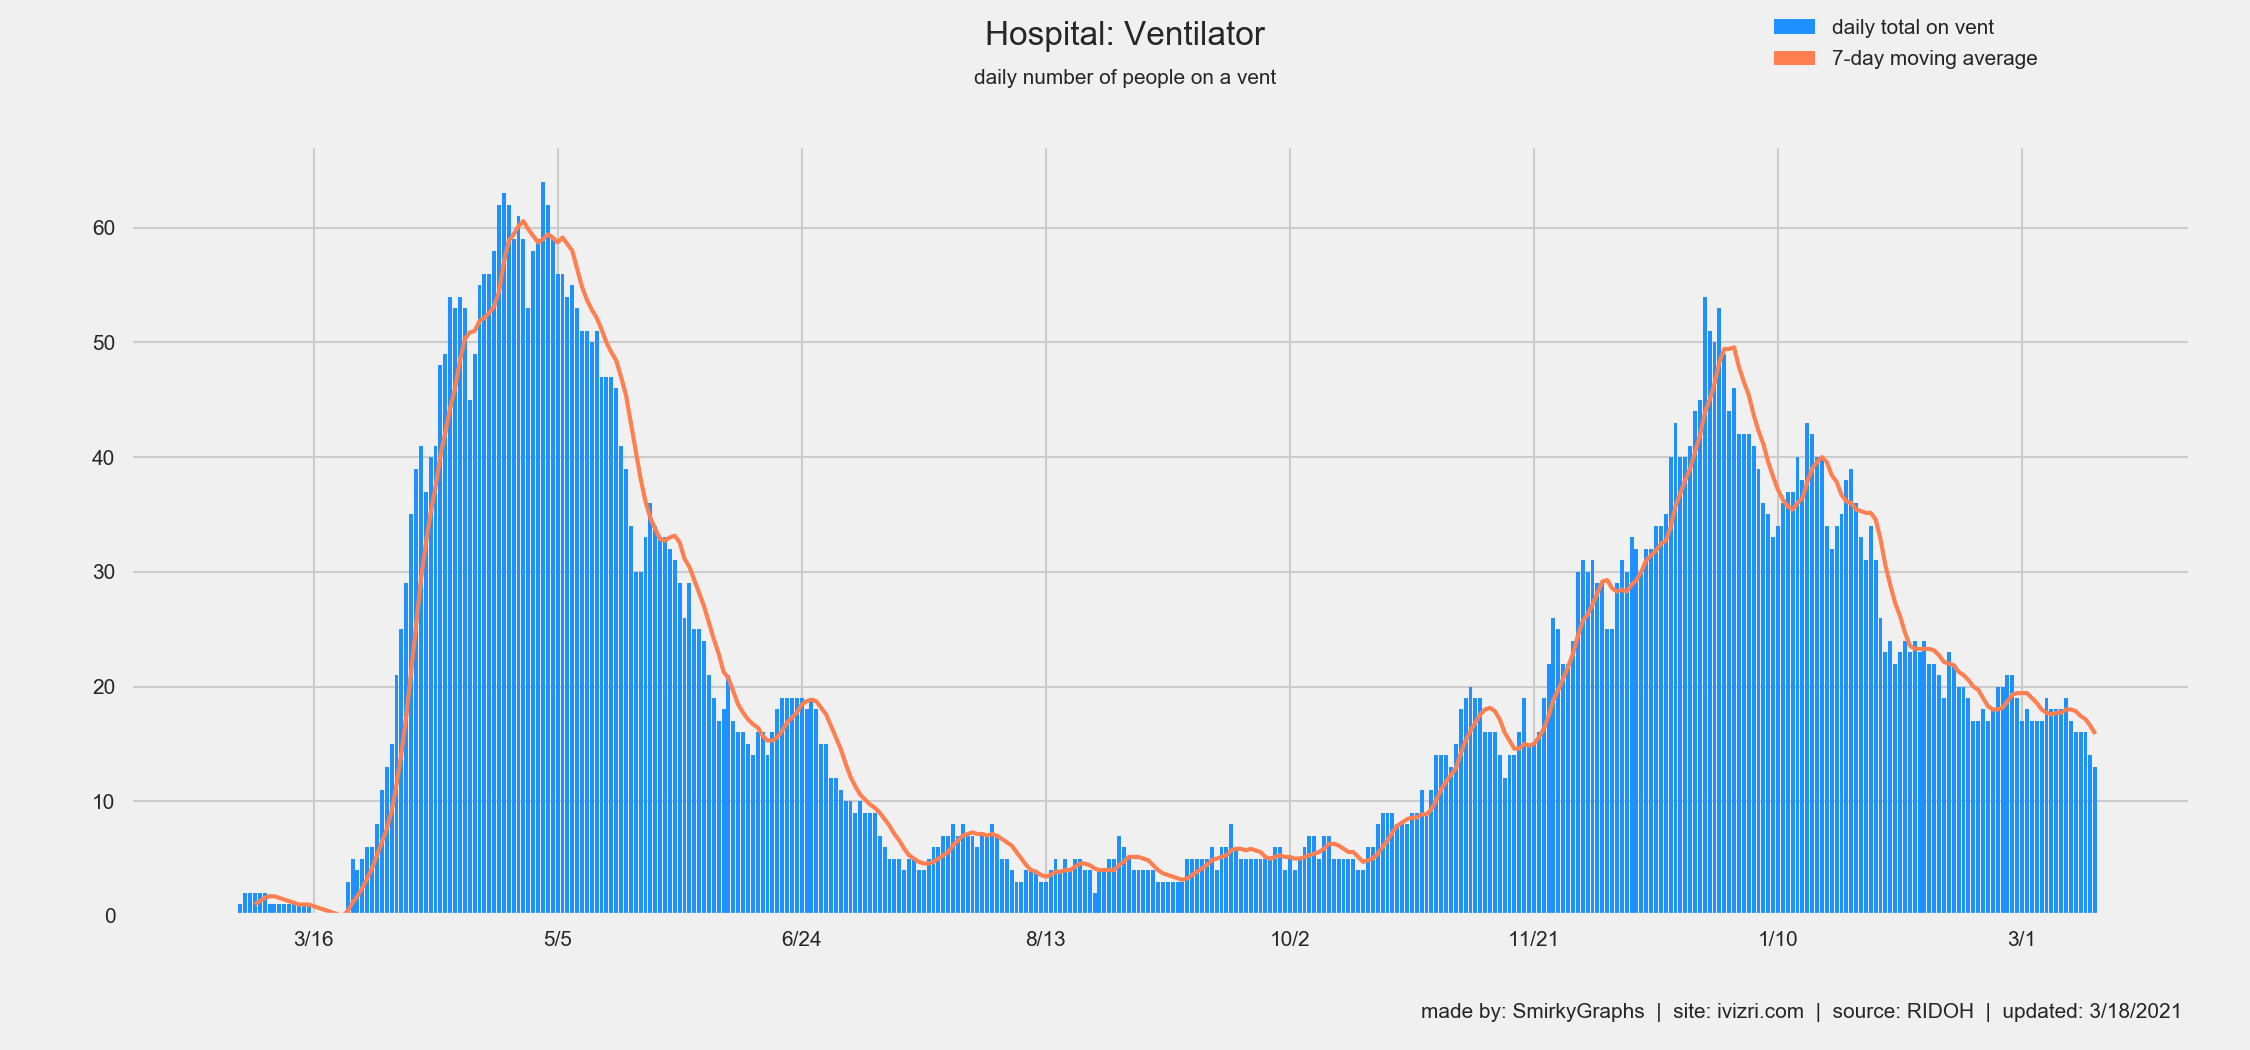 Hospital: Ventilator
daily number of people on a vent
daily total on vent
7-day moving average
60
50
40
30
20
10
0
3/16 5/5 6/24 8/13 10/2 11/21 1/10 3/1
made by: SmirkyGraphs | site: ivizri.com | source: RIDOH | updated: 3/18/2021